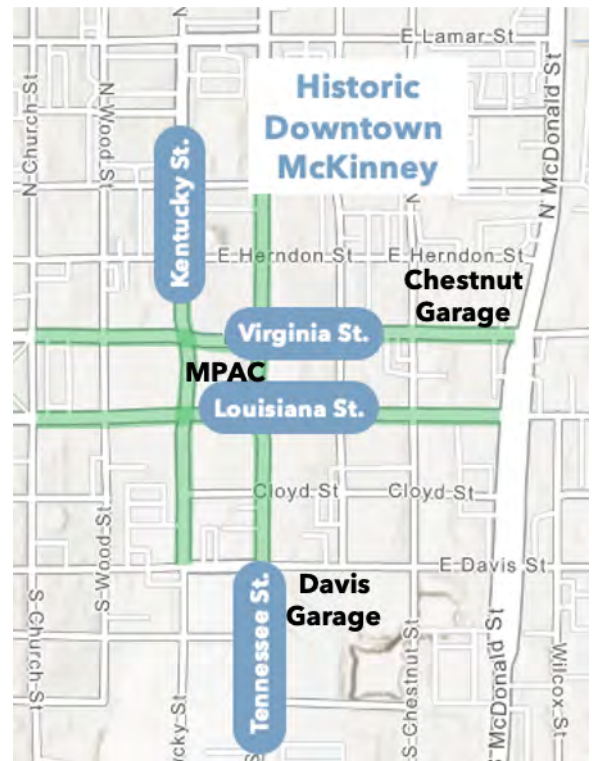 E Lamar St
Historic
Downtown
McKinney
N Church St
N Wood St
N
Kentucky St.
N McDonald St
E Herndon St
E Herndon St
Chestnut
Garage
Virginia St.
MPAC
Louisiana St.
Cloyd St
Cloyd St
S Wood St
E Davis St
Davis
Garage
Tennessee St.
S Church St
S Chestnut St
S McDonald St
Wilcox St
ucky St
S